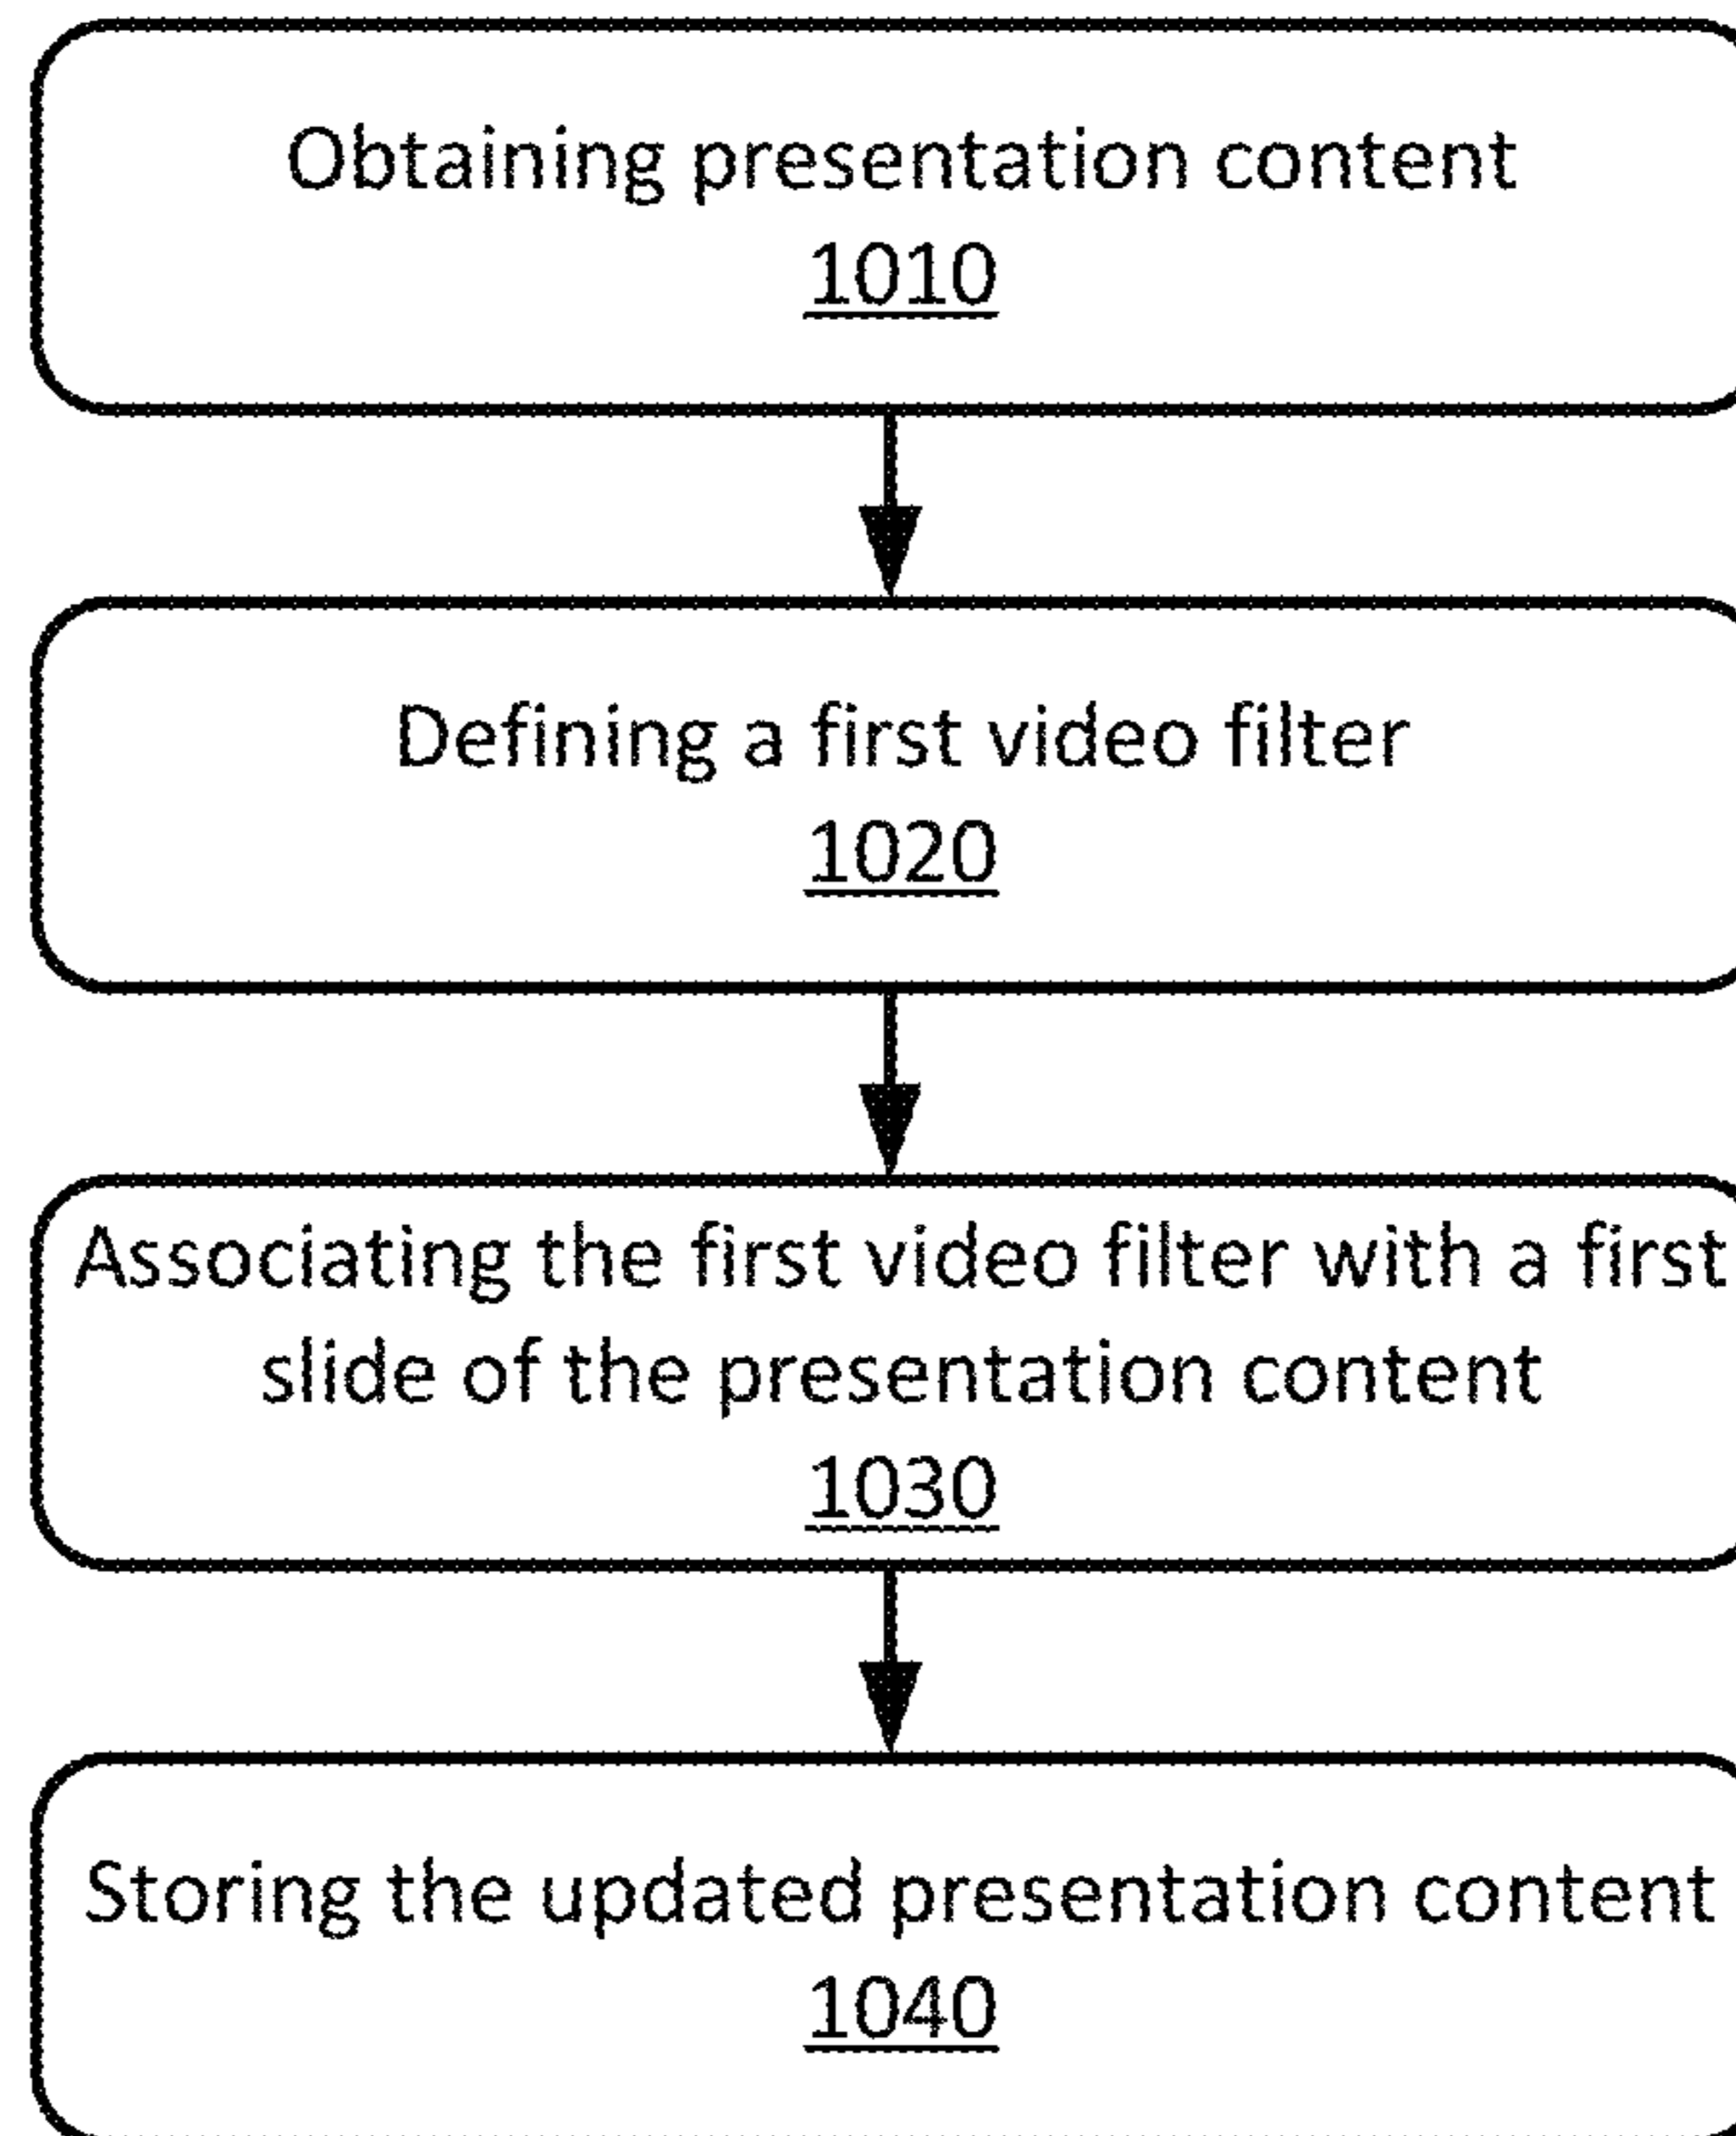 Obtaining presentation content
1010
Defining a first video filter
1020
Associating the first video filter with a first
slide of the presentation content
1030
Storing the updated presentation content
1040